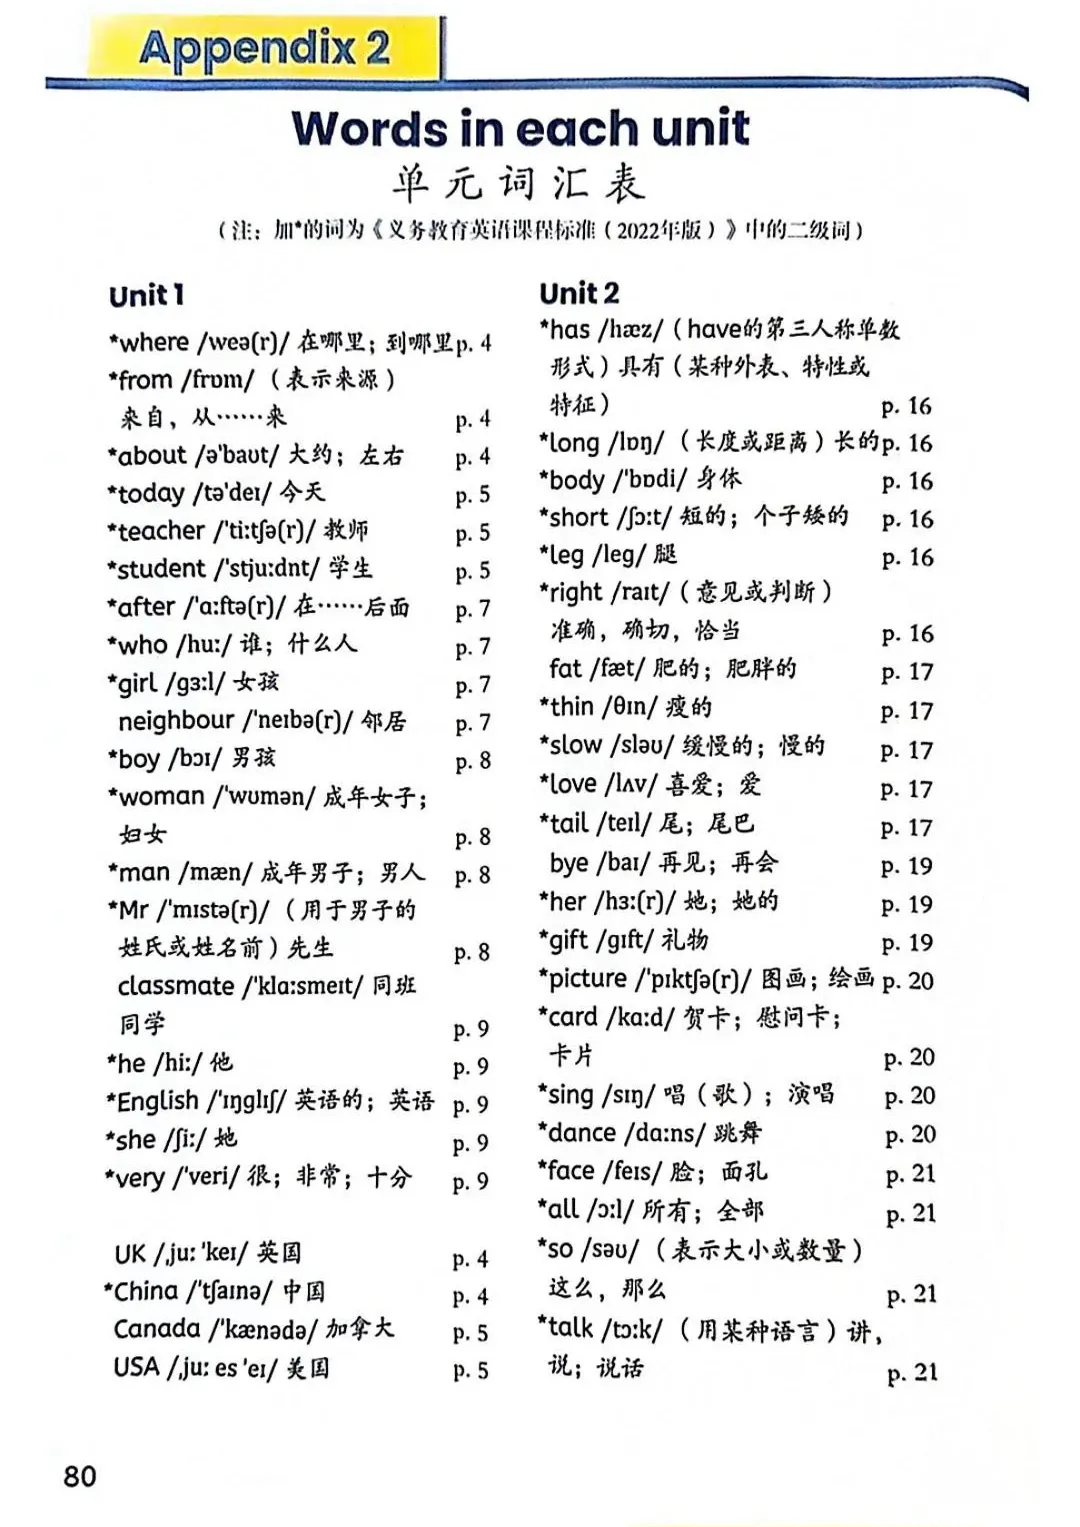 Appendix 2
Words in each unit
单元词汇表
（注：加*的词为《义务教育英语课程标准（2022年版）》中的二级词）
Unit 1
*where /weə(r)/ 在哪里；到哪里 p. 4
*from /frɒm/（表示来源）
来自，从……来 p. 4
*about /ə'baʊt/ 大约；左右 p. 4
*today /tə'deɪ/ 今天 p. 5
*teacher /'tiːtʃə(r)/ 教师 p. 5
*student /'stjuːdnt/ 学生 p. 5
*after /'ɑːftə(r)/ 在……后面 p. 7
*who /huː/ 谁；什么人 p. 7
*girl /ɡɜːl/ 女孩 p. 7
neighbour /'neɪbə(r)/ 邻居 p. 7
*boy /bɔɪ/ 男孩 p. 8
*woman /'wʊmən/ 成年女子；
妇女 p. 8
*man /mæn/ 成年男子；男人 p. 8
*Mr /'mɪstə(r)/（用于男子的
姓氏或姓名前）先生 p. 8
classmate /'klɑːsmeɪt/ 同班
同学 p. 9
*he /hiː/ 他 p. 9
*English /'ɪŋɡlɪʃ/ 英语的；英语 p. 9
*she /ʃiː/ 她 p. 9
*very /'veri/ 很；非常；十分 p. 9
UK /ˌjuː 'keɪ/ 英国 p. 4
*China /'tʃaɪnə/ 中国 p. 4
Canada /'kænədə/ 加拿大 p. 5
USA /ˌjuː es 'eɪ/ 美国 p. 5
Unit 2
*has /hæz/（have的第三人称单数
形式）具有（某种外表、特性或
特征） p. 16
*long /lɒŋ/（长度或距离）长的 p. 16
*body /'bɒdi/ 身体 p. 16
*short /ʃɔːt/ 短的；个子矮的 p. 16
*leg /leɡ/ 腿 p. 16
*right /raɪt/（意见或判断）
准确，确切，恰当 p. 16
fat /fæt/ 肥的；肥胖的 p. 17
*thin /θɪn/ 瘦的 p. 17
*slow /sləʊ/ 缓慢的；慢的 p. 17
*love /lʌv/ 喜爱；爱 p. 17
*tail /teɪl/ 尾；尾巴 p. 17
bye /baɪ/ 再见；再会 p. 19
*her /hɜː(r)/ 她；她的 p. 19
*gift /ɡɪft/ 礼物 p. 19
*picture /'pɪktʃə(r)/ 图画；绘画 p. 20
*card /kɑːd/ 贺卡；慰问卡；
卡片 p. 20
*sing /sɪŋ/ 唱（歌）；演唱 p. 20
*dance /dɑːns/ 跳舞 p. 20
*face /feɪs/ 脸；面孔 p. 21
*all /ɔːl/ 所有；全部 p. 21
*so /səʊ/（表示大小或数量）
这么，那么 p. 21
*talk /tɔːk/（用某种语言）讲，
说；说话 p. 21
80